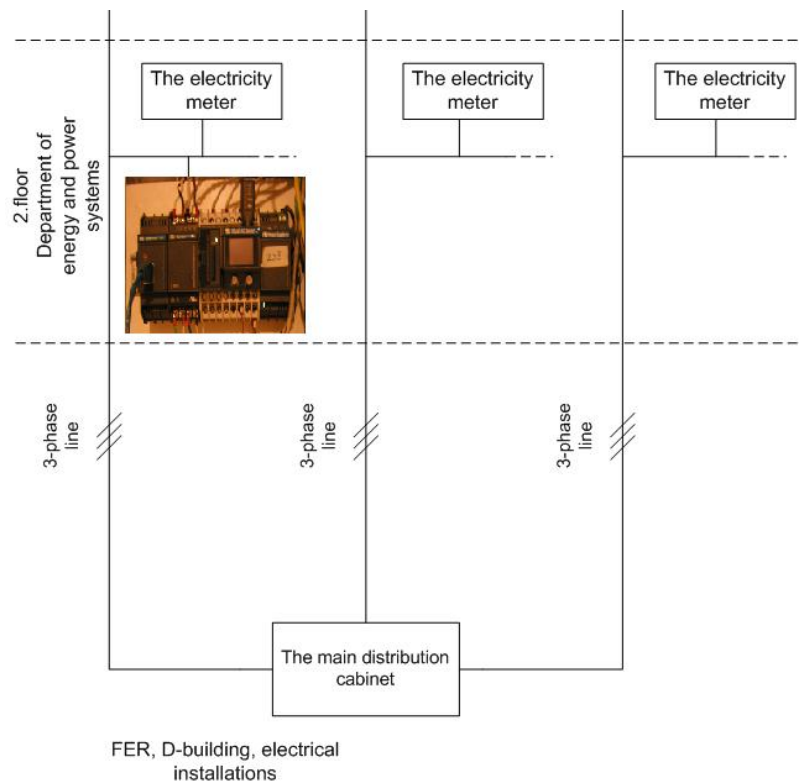 The electricity
meter
The electricity
meter
The electricity
meter
2.floor
Department of
energy and power
systems
3-phase
line
3-phase
line
3-phase
line
The main distribution
cabinet
FER, D-building, electrical
installations